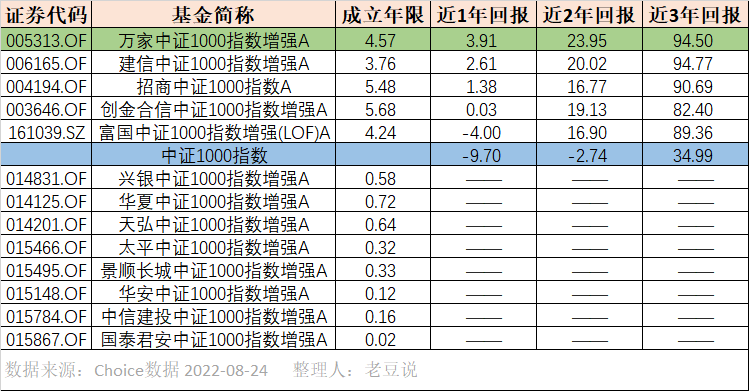 证券代码 基金简称 成立年限 近1年回报 近2年回报 近3年回报
005313.OF 万家中证1000指数增强A 4.57 3.91 23.95 94.50
006165.OF 建信中证1000指数增强A 3.76 2.61 20.02 94.77
004194.OF 招商中证1000指数A 5.48 1.38 16.77 90.69
003646.OF 创金合信中证1000指数增强A 5.68 0.03 19.13 82.40
161039.SZ 富国中证1000指数增强(LOF)A 4.24 -4.00 16.90 89.36
中证1000指数 -9.70 -2.74 34.99
014831.OF 兴银中证1000指数增强A 0.58 —— —— ——
014125.OF 华夏中证1000指数增强A 0.72 —— —— ——
014201.OF 天弘中证1000指数增强A 0.64 —— —— ——
015466.OF 太平中证1000指数增强A 0.32 —— —— ——
015495.OF 景顺长城中证1000指数增强A 0.33 —— —— ——
015148.OF 华安中证1000指数增强A 0.12 —— —— ——
015784.OF 中信建投中证1000指数增强A 0.16 —— —— ——
015867.OF 国泰君安中证1000指数增强A 0.02 —— —— ——
数据来源：Choice数据 2022-08-24 整理人：老豆说